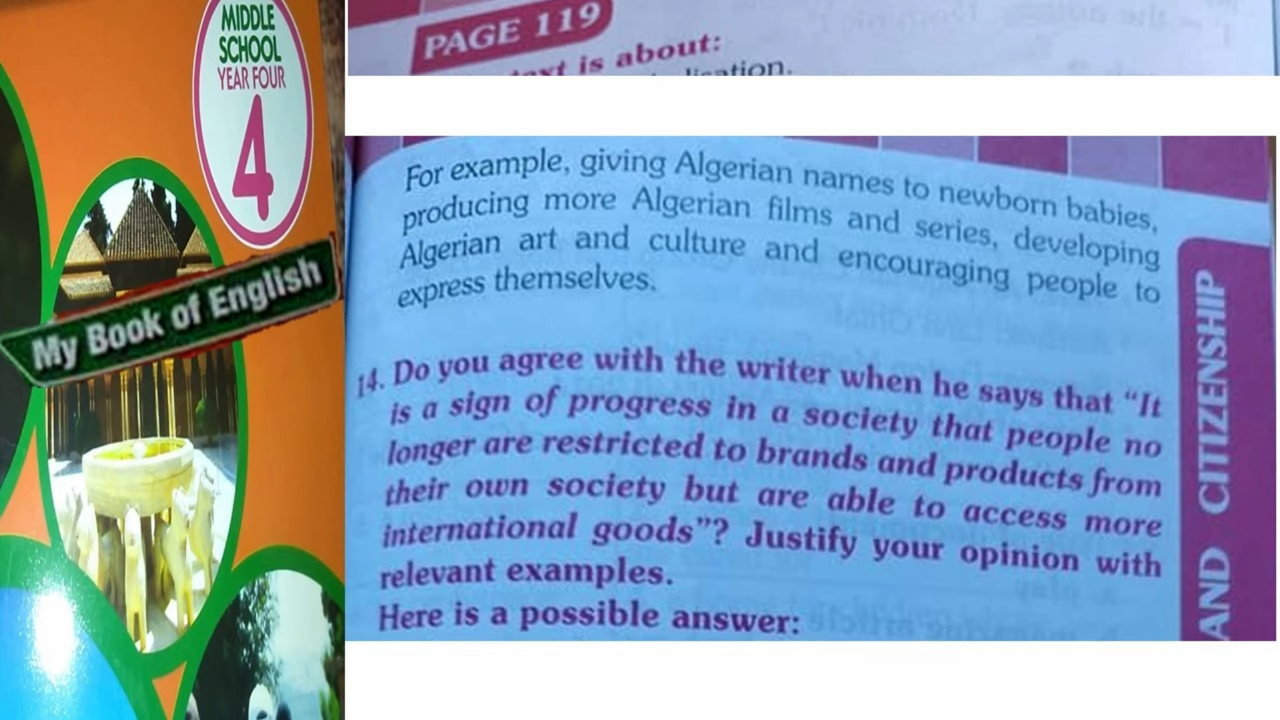 MIDDLE
SCHOOL
YEAR FOUR
4
My Book of English
PAGE 119
is about:
For example, giving Algerian names to newborn babies,
producing more Algerian films and series, developing
Algerian art and culture and encouraging people to
express themselves.
14. Do you agree with the writer when he says that “It
is a sign of progress in a society that people no
longer are restricted to brands and products from
their own society but are able to access more
international goods”? Justify your opinion with
relevant examples.
Here is a possible answer:
AND CITIZENSHIP